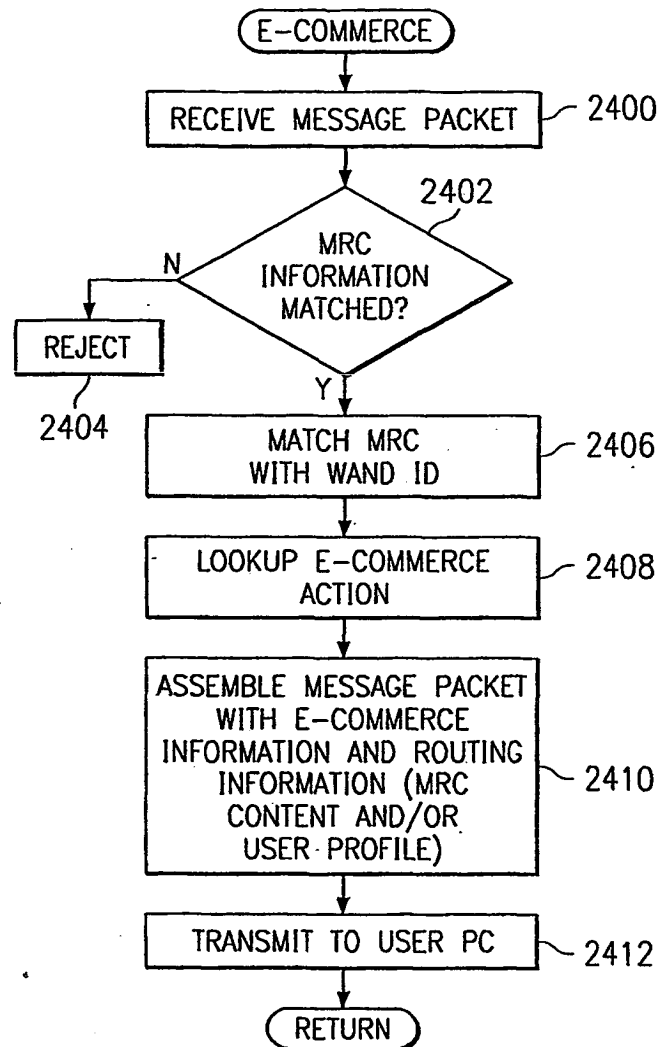 E-COMMERCE
RECEIVE MESSAGE PACKET
2400
2402
MRC
INFORMATION
MATCHED?
N
REJECT
2404
Y
MATCH MRC
WITH WAND ID
2406
LOOKUP E-COMMERCE
ACTION
2408
ASSEMBLE MESSAGE PACKET
WITH E-COMMERCE
INFORMATION AND ROUTING
INFORMATION (MRC
CONTENT AND/OR
USER PROFILE)
2410
TRANSMIT TO USER PC
2412
RETURN